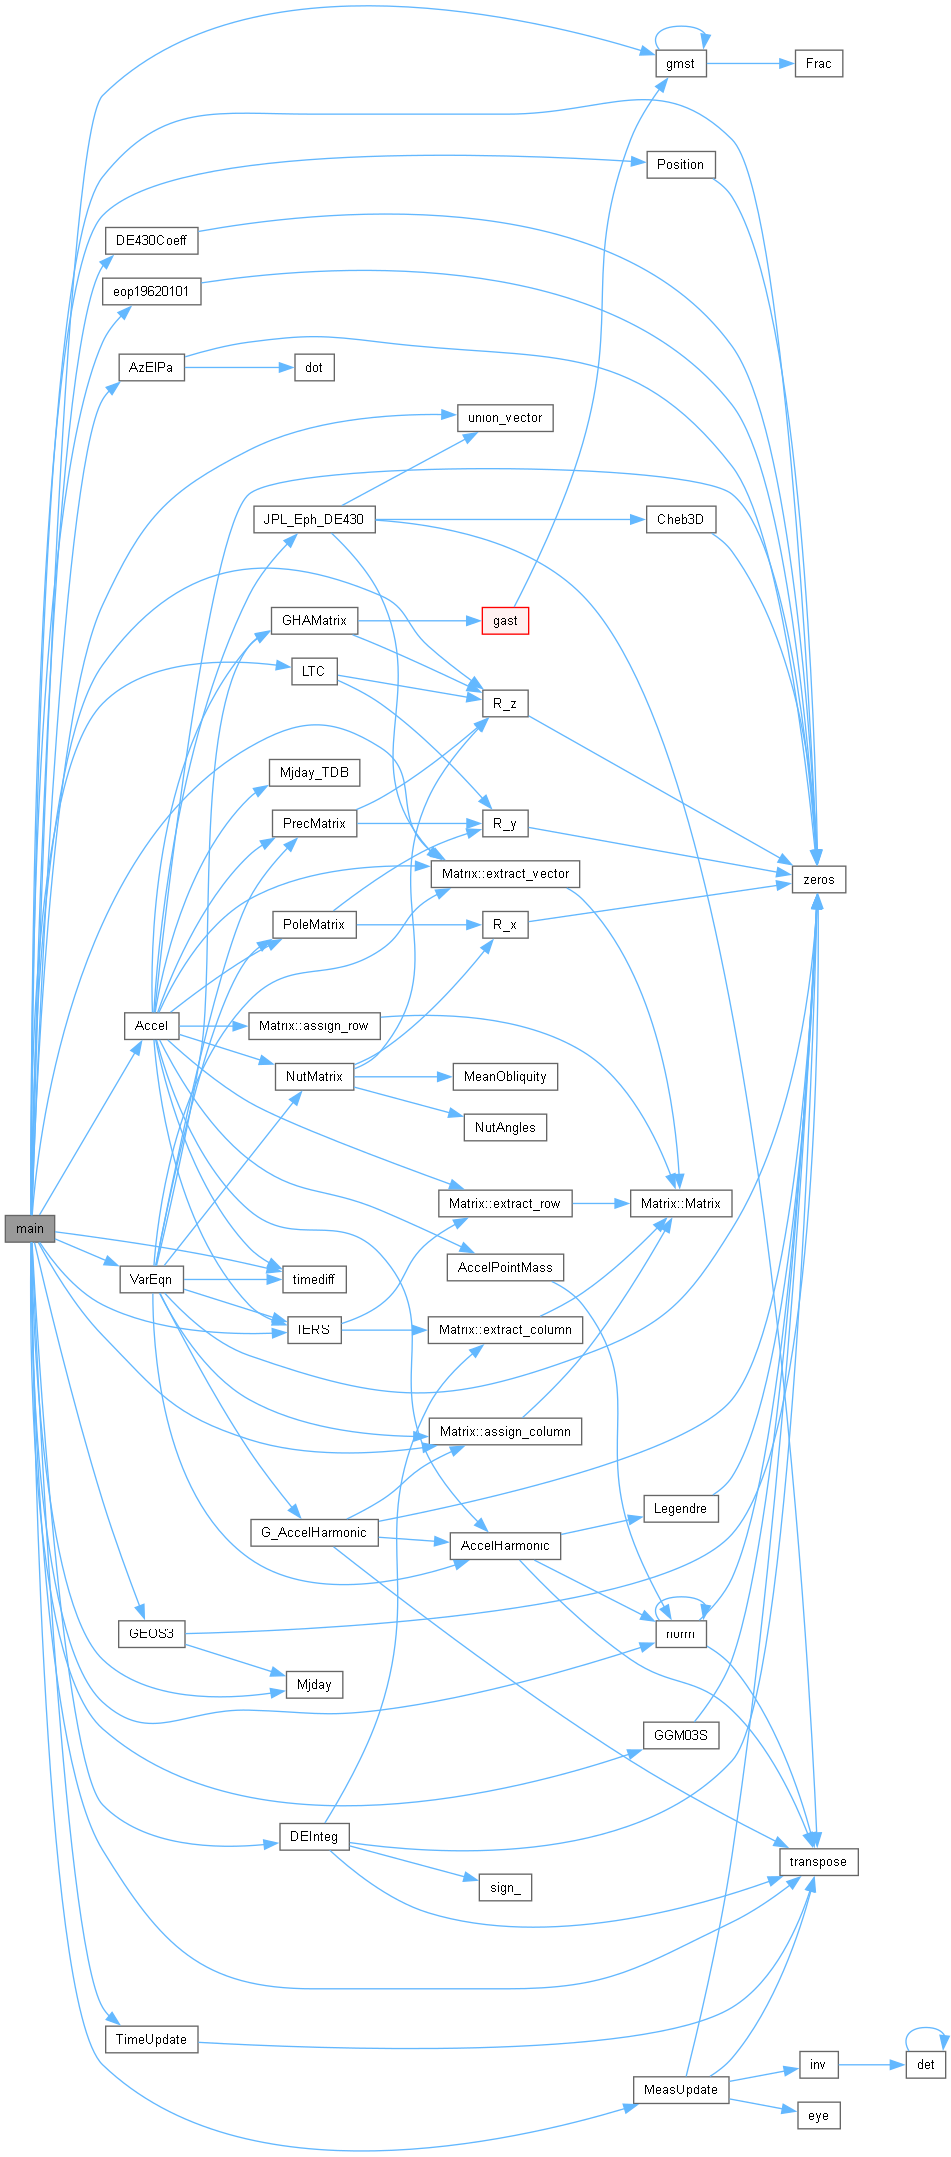 gmst
Frac
Position
DE430Coeff
eop19620101
AzElPa
dot
union_vector
JPL_Eph_DE430
Cheb3D
GHAMatrix
gast
LTC
R_z
Mjday_TDB
PrecMatrix
R_y
Matrix::extract_vector
zeros
PoleMatrix
R_x
Accel
Matrix::assign_row
NutMatrix
MeanObliquity
NutAngles
Matrix::extract_row
Matrix::Matrix
main
AccelPointMass
VarEqn
timediff
IERS
Matrix::extract_column
Matrix::assign_column
Legendre
G_AccelHarmonic
AccelHarmonic
GEOS3
norm
Mjday
GGM03S
DEInteg
transpose
sign_
TimeUpdate
inv
det
MeasUpdate
eye